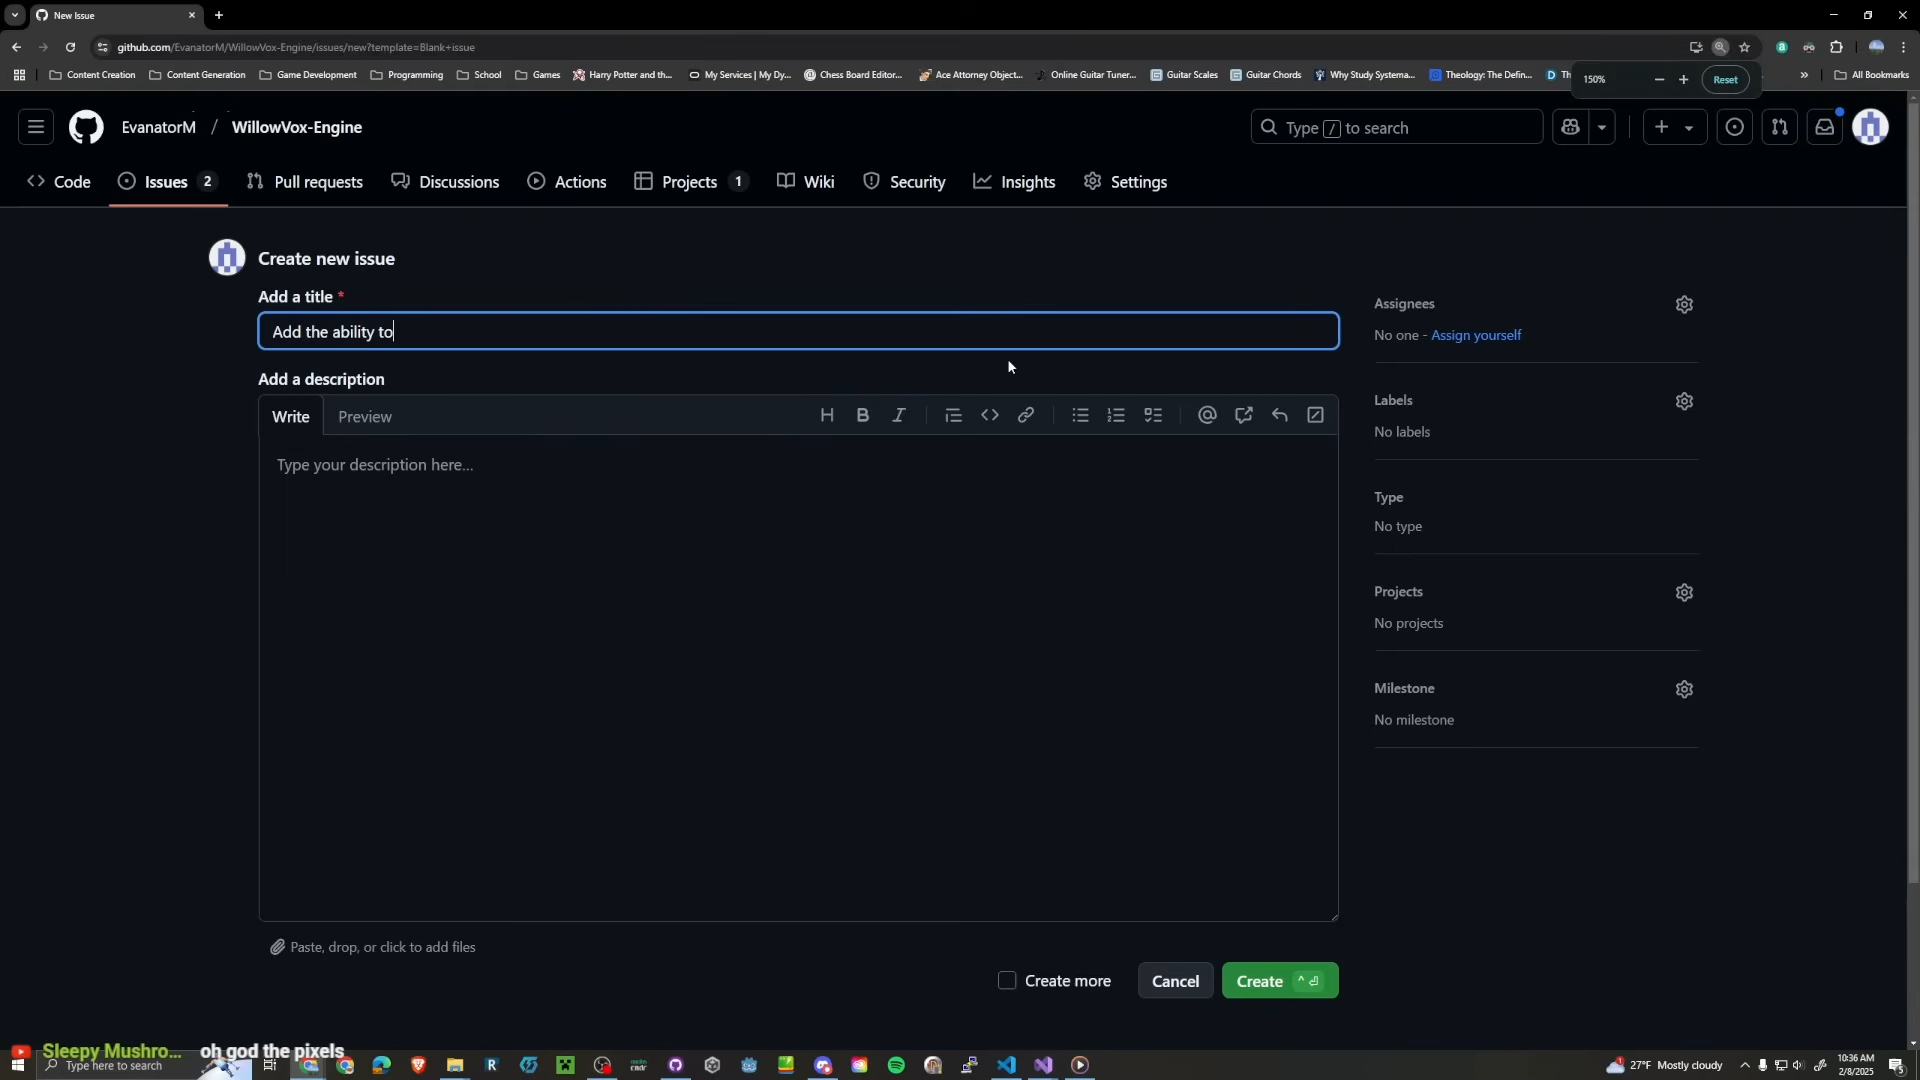 New Issue
github.com/EvanatorM/WillowVox-Engine/issues/new?template=Blank+issue
Content Creation
Content Generation
Game Development
Programming
School
Games
Harry Potter and th...
My Services | My Dy...
Chess Board Editor...
Ace Attorney Object...
Online Guitar Tuner...
Guitar Scales
Guitar Chords
Why Study Systema...
Theology: The Defin...
Th
150%
Reset
All Bookmarks
EvanatorM / WillowVox-Engine
Type / to search
Code
Issues 2
Pull requests
Discussions
Actions
Projects 1
Wiki
Security
Insights
Settings
Create new issue
Add a title *
Add the ability to
Add a description
Write
Preview
Type your description here...
Paste, drop, or click to add files
Create more
Cancel
Create
Assignees
No one - Assign yourself
Labels
No labels
Type
No type
Projects
No projects
Milestone
No milestone
Sleepy Mushro... oh god the pixels
Type here to search
27°F Mostly cloudy
10:36 AM
2/8/2025